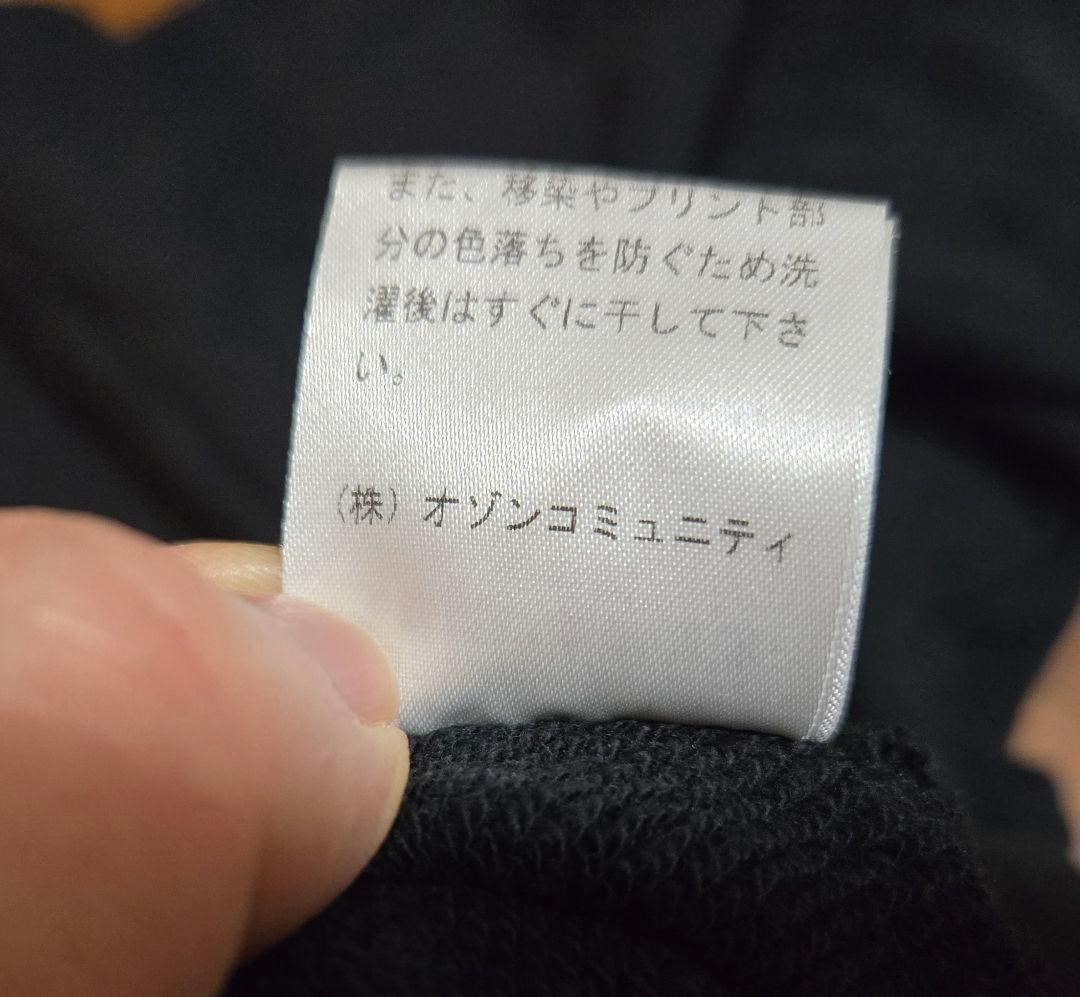 また、移染やプリント部
分の色落ちを防ぐため洗
濯後はすぐに干して下さ
い。
(株) オゾンコミュニティ